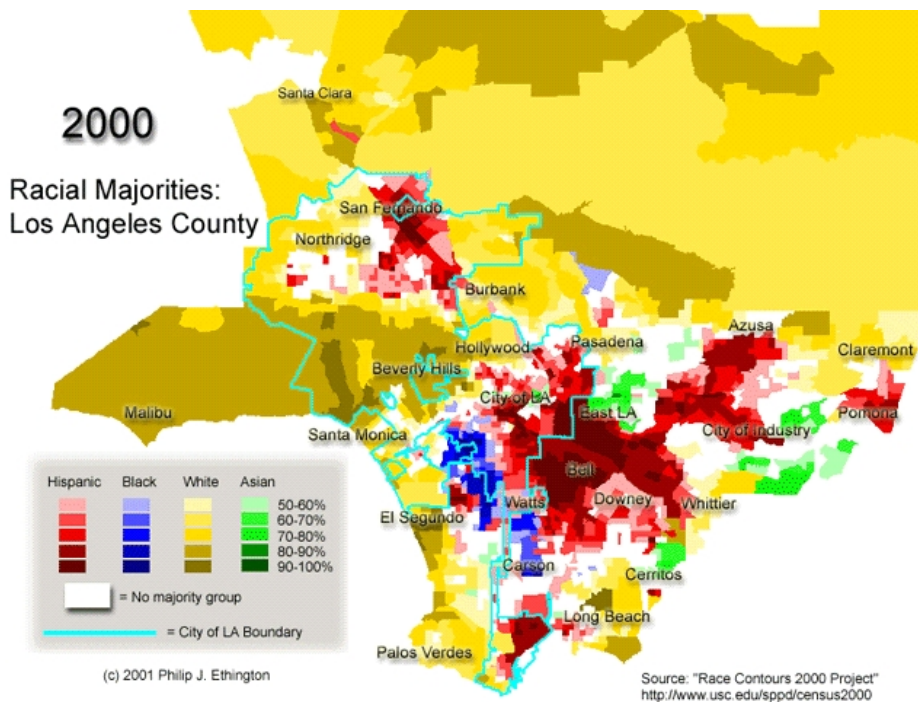 2000
Racial Majorities:
Los Angeles County
Santa Clara
San Fernando
Northridge
Burbank
Hollywood
Pasadena
Azusa
Claremont
Beverly Hills
City of LA
East LA
Pomona
Malibu
Santa Monica
City of industry
Bell
Watts
Downey
Whittier
El Segundo
Carson
Cerritos
Long Beach
Palos Verdes
Hispanic Black White Asian
50-60%
60-70%
70-80%
80-90%
90-100%
= No majority group
= City of LA Boundary
(c) 2001 Philip J. Ethington
Source: "Race Contours 2000 Project"
http://www.usc.edu/sppd/census2000